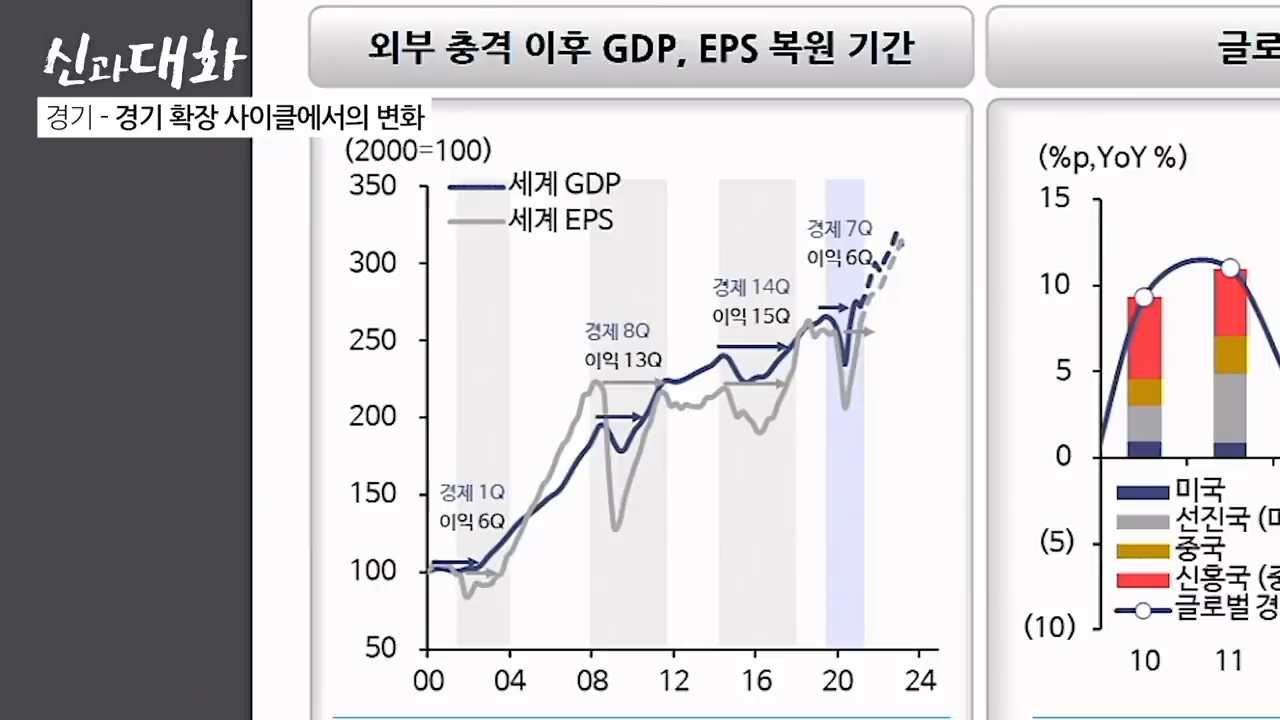 신과대화
경기 - 경기 확장 사이클에서의 변화
외부 충격 이후 GDP, EPS 복원 기간
(2000=100)
350
300
250
200
150
100
50
세계 GDP
세계 EPS
경제 1Q
이익 6Q
경제 8Q
이익 13Q
경제 14Q
이익 15Q
경제 7Q
이익 6Q
00 04 08 12 16 20 24
글로
(%p,YoY %)
15
10
5
0
(5)
(10)
미국
선진국 (미
중국
신흥국 (중
글로벌 경
10 11